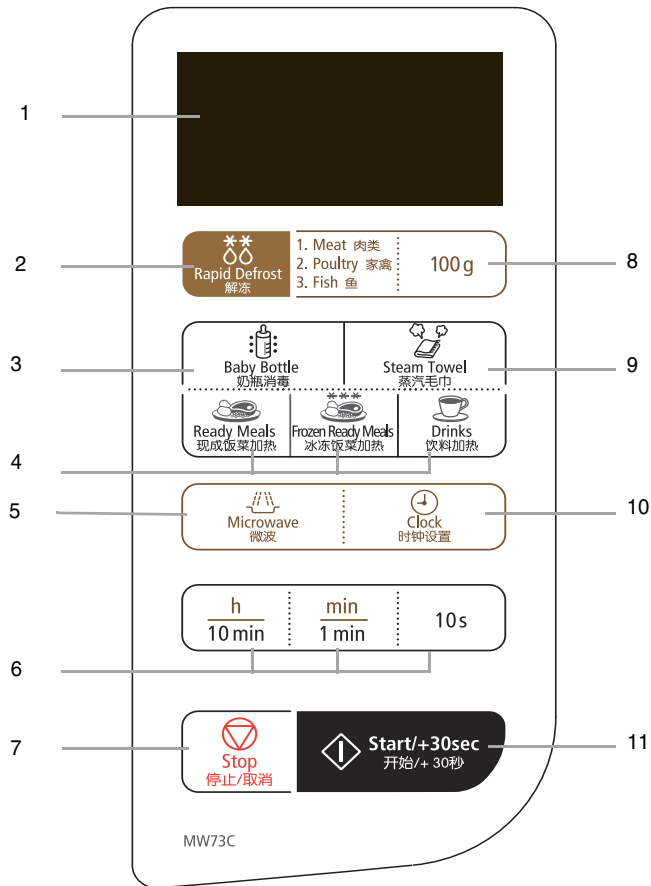 1
2
Rapid Defrost
解冻
1. Meat 肉类
2. Poultry 家禽
3. Fish 鱼
100 g
8
3
Baby Bottle
奶瓶消毒
Steam Towel
蒸汽毛巾
9
Ready Meals
现成饭菜加热
Frozen Ready Meals
冰冻饭菜加热
Drinks
饮料加热
4
5
Microwave
微波
Clock
时钟设置
10
h
10 min
min
1 min
10 s
6
7
Stop
停止/取消
Start/+30sec
开始/+ 30秒
11
MW73C